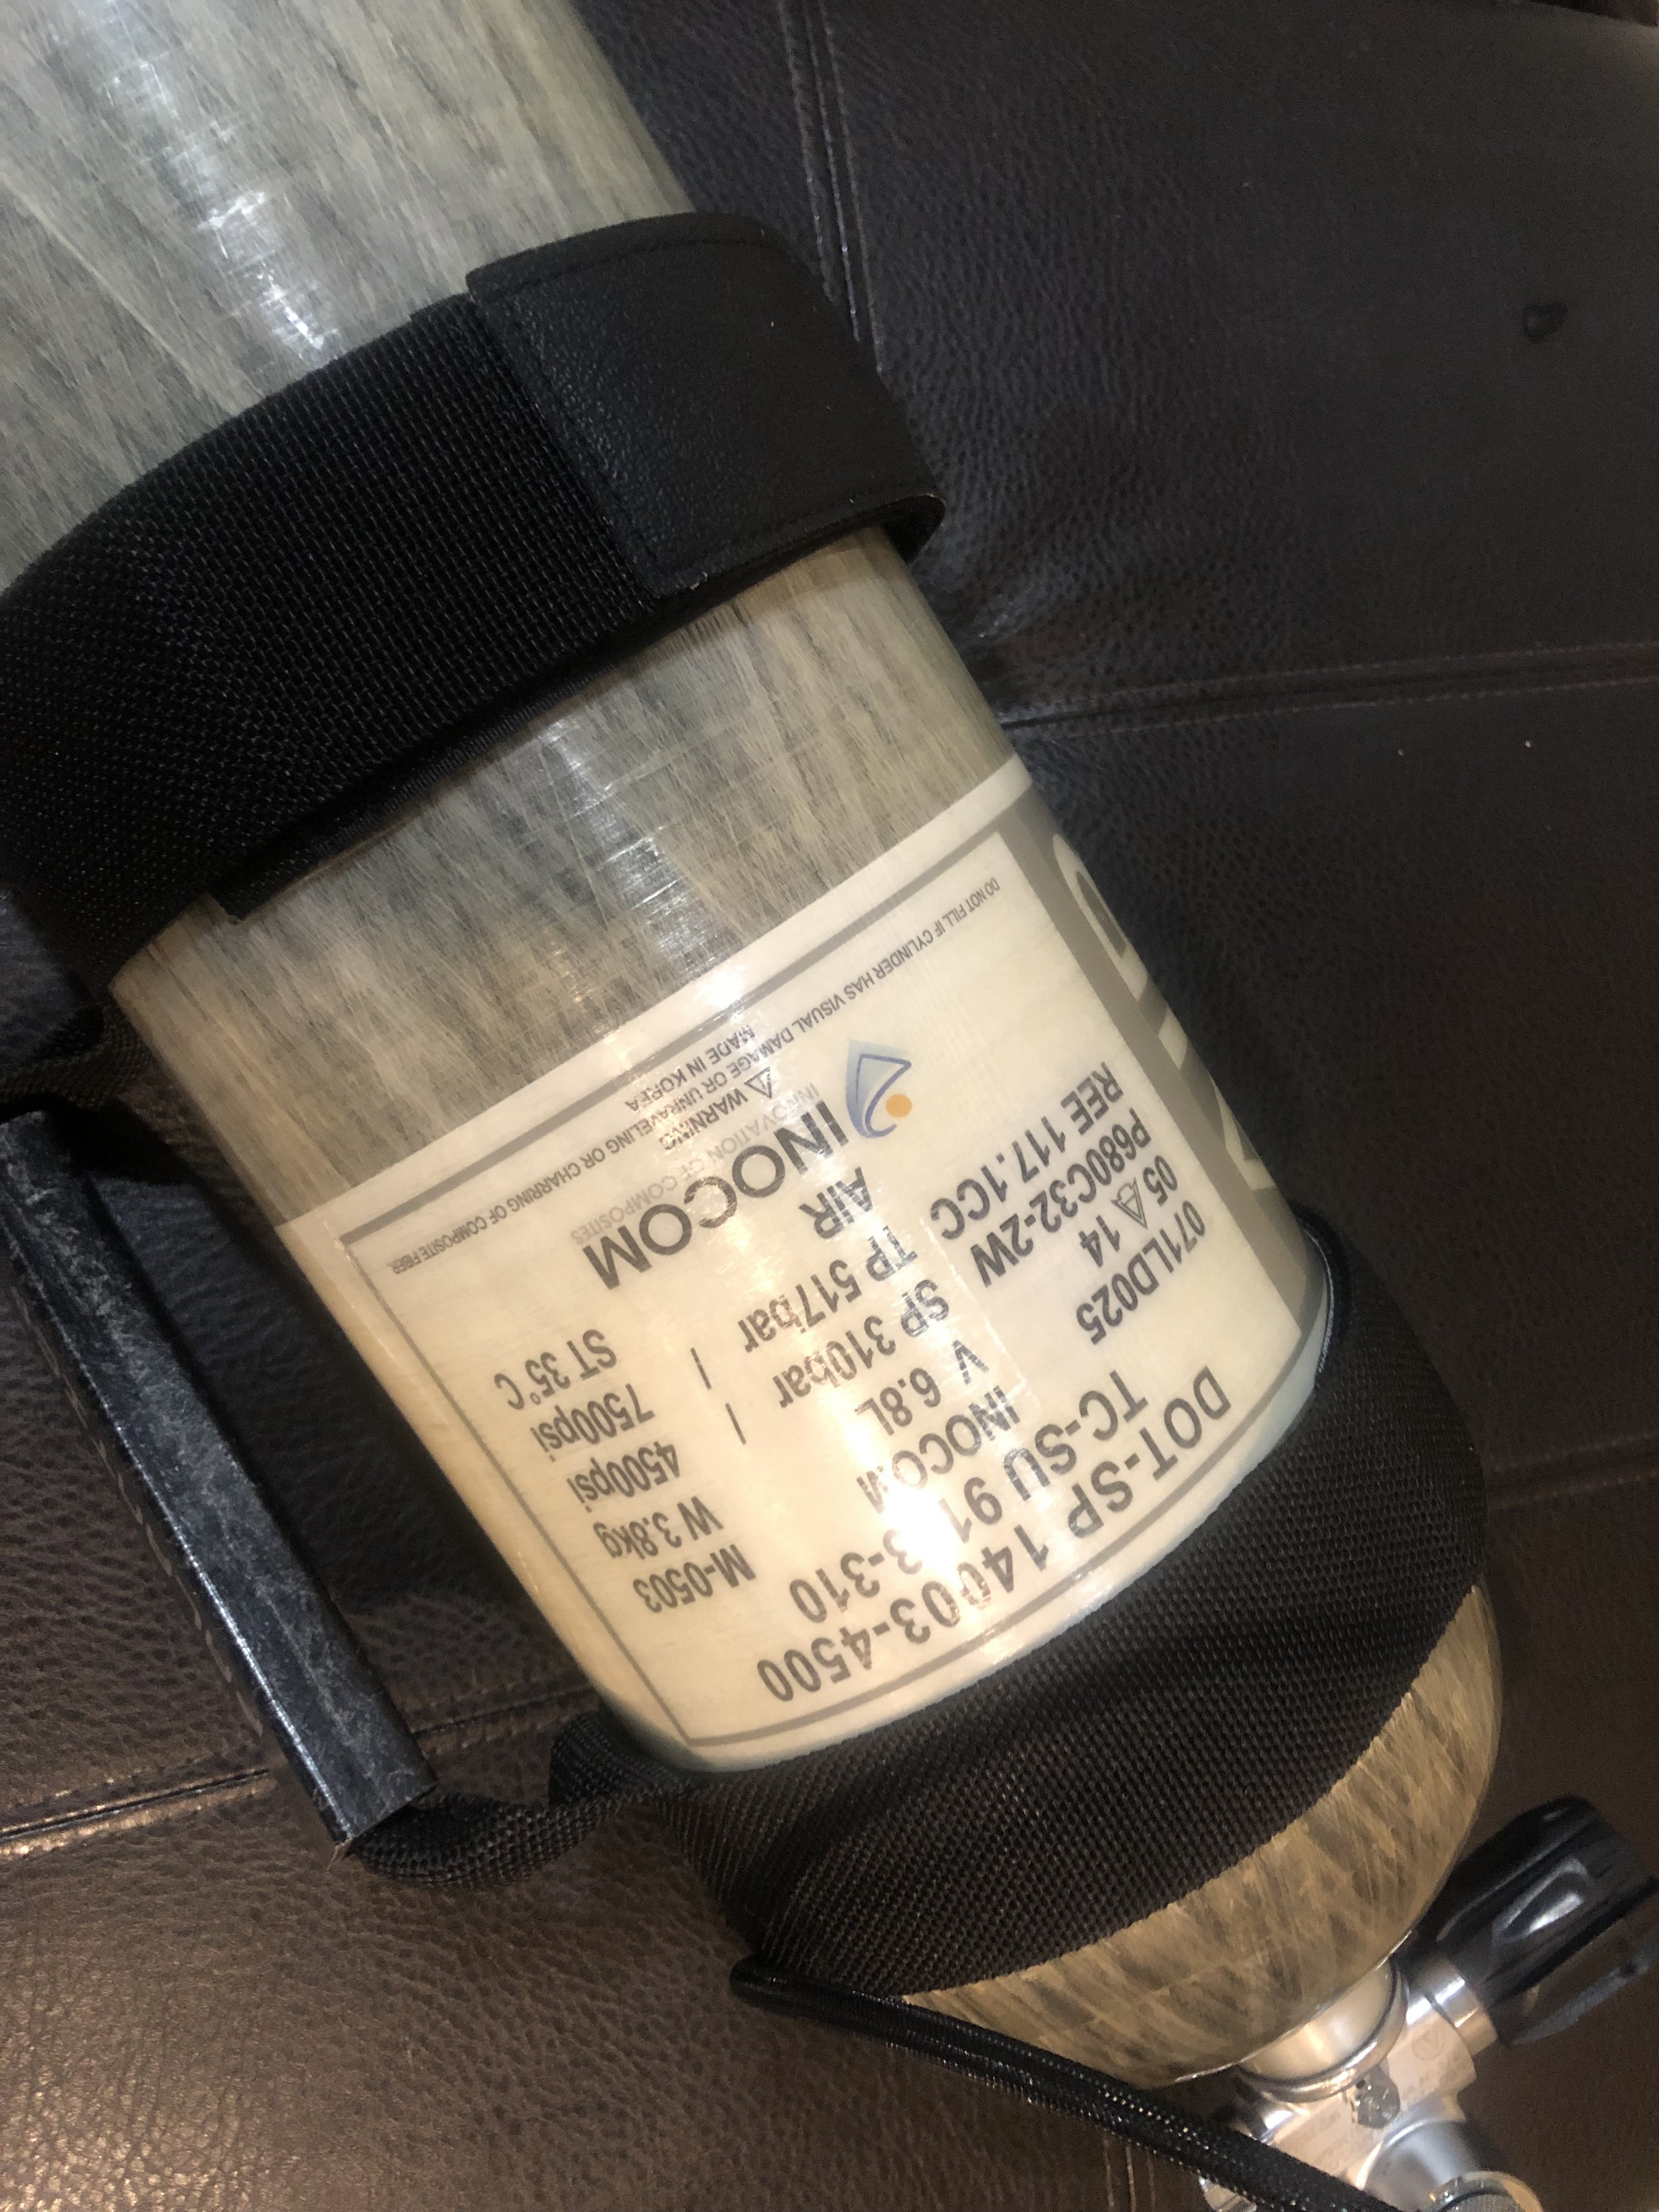 DOT-SP 14003-4500
TC-SU 9113-310
INOCOM M-0503
V 6.8L W 3.8kg
SP 310bar / 4500psi
TP 517bar / 7500psi
AIR ST 35°C
071LD025
05 14
P680C32-2W
REE 117.1CC
INOCOM
INNOVATION OF COMPOSITES
WARNING
DO NOT FILL IF CYLINDER HAS VISUAL DAMAGE OR UNRAVELING OR CHARRING OF COMPOSITE FIBER.
MADE IN KOREA